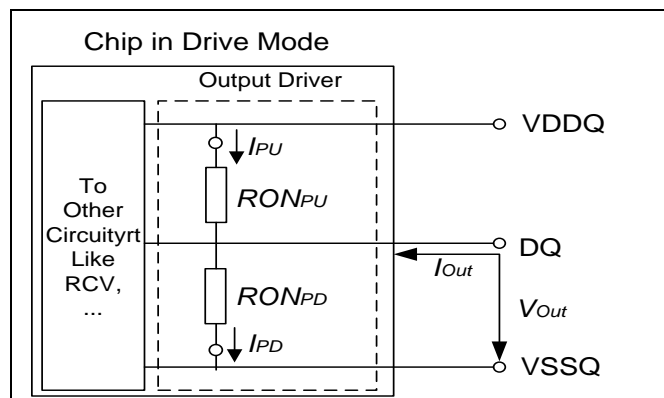 Chip in Drive Mode
Output Driver
VDDQ
IPU
To
Other
Circuityrt
Like
RCV,
...
RONPU
DQ
IOut
RONPD
VOut
IPD
VSSQ